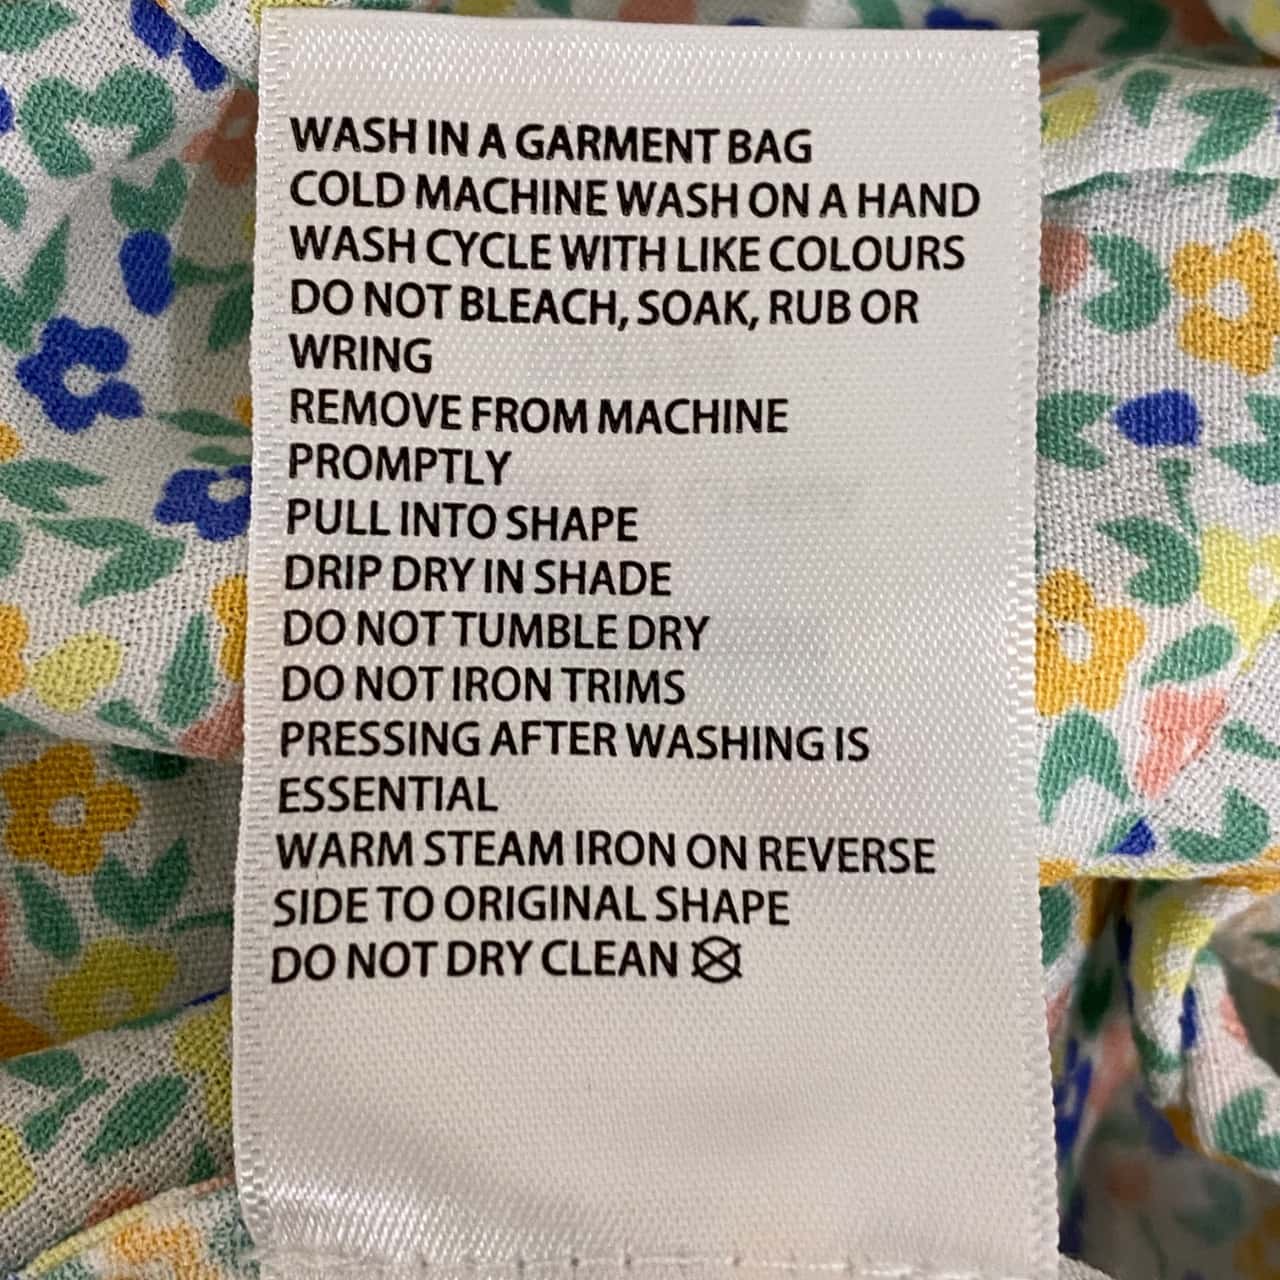 WASH IN A GARMENT BAG
COLD MACHINE WASH ON A HAND
WASH CYCLE WITH LIKE COLOURS
DO NOT BLEACH, SOAK, RUB OR
WRING
REMOVE FROM MACHINE
PROMPTLY
PULL INTO SHAPE
DRIP DRY IN SHADE
DO NOT TUMBLE DRY
DO NOT IRON TRIMS
PRESSING AFTER WASHING IS
ESSENTIAL
WARM STEAM IRON ON REVERSE
SIDE TO ORIGINAL SHAPE
DO NOT DRY CLEAN